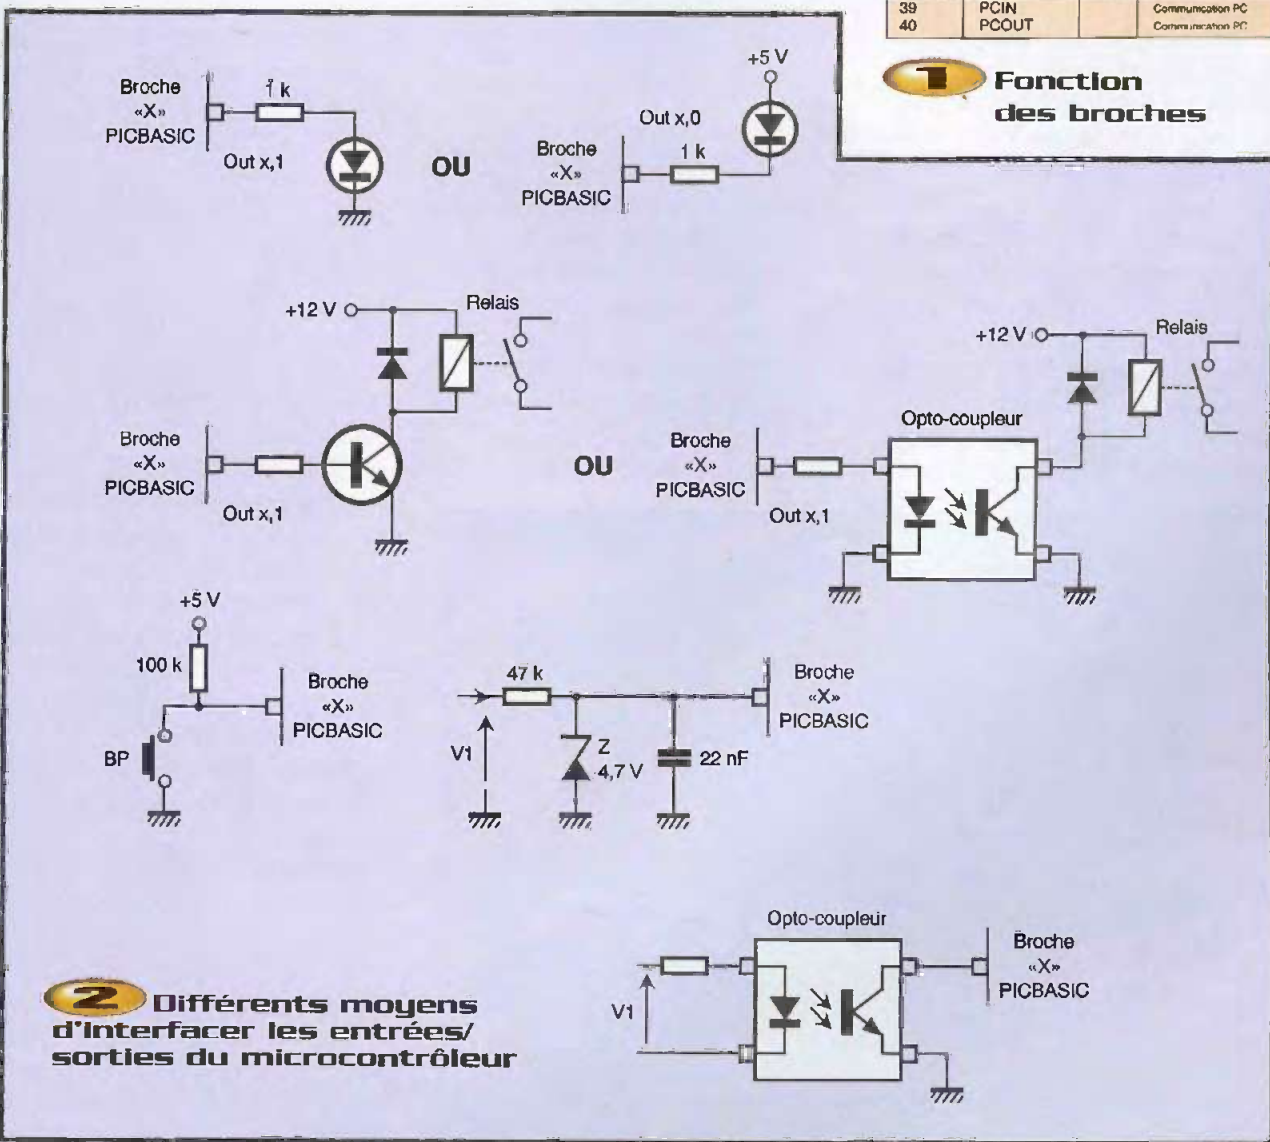 39 PCIN Communication PC
40 PCOUT Communication PC
1 Fonction
des broches
Broche
«X»
PICBASIC
1 k
Out x,1
OU
+5 V
Out x,0
Broche
«X»
PICBASIC
1 k
+12 V
Relais
Broche
«X»
PICBASIC
Out x,1
OU
+12 V
Relais
Opto-coupleur
Broche
«X»
PICBASIC
Out x,1
+5 V
100 k
Broche
«X»
PICBASIC
BP
47 k
V1
Z
4,7 V
22 nF
Broche
«X»
PICBASIC
Opto-coupleur
V1
Broche
«X»
PICBASIC
2 Différents moyens
d'interfacer les entrées/
sorties du microcontrôleur